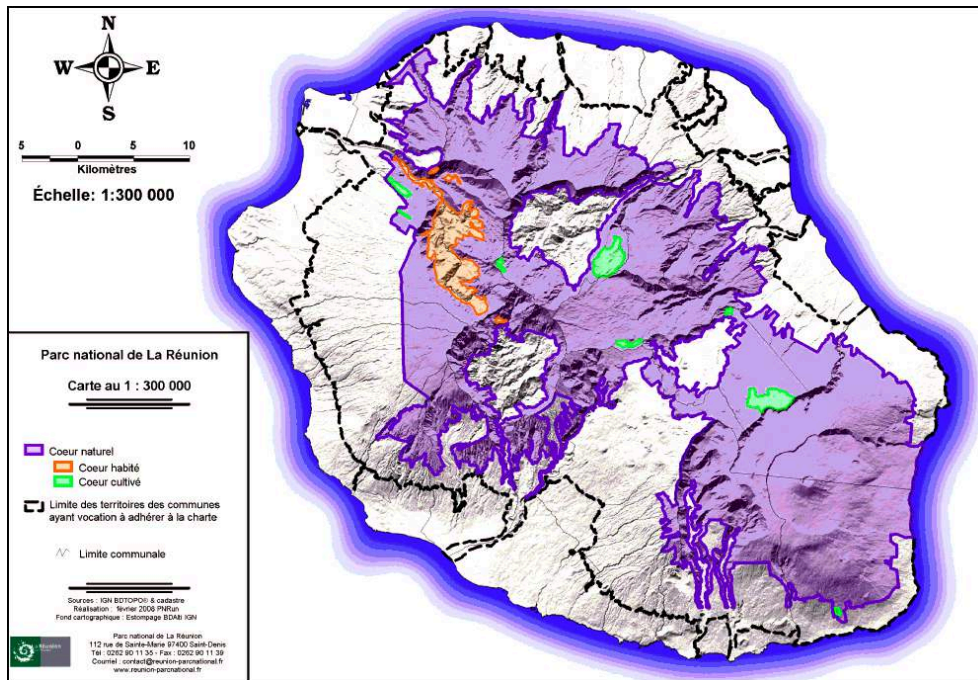 N
W E
S
5 0 5 10
Kilomètres
Échelle: 1:300 000
Parc national de La Réunion
Carte au 1 : 300 000
Coeur naturel
Coeur habité
Coeur cultivé
Limite des territoires des communes
ayant vocation à adhérer à la charte
Limite communale
Sources : IGN BDTOPO® & cadastre
Réalisation : février 2008 PNRun
Fond cartographique : Estompage BDAlti IGN
Parc national de La Réunion
112 rue de Sainte-Marie 97400 Saint-Denis
Tél : 0262 90 11 35 - Fax : 0262 90 11 39
Courriel : contact@reunion-parcnational.fr
www.reunion-parcnational.fr
La Réunion